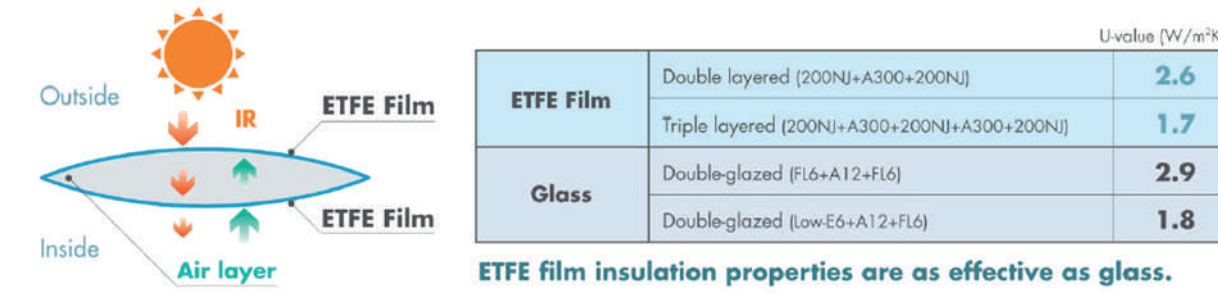 Outside
IR
ETFE Film
ETFE Film
Inside
Air layer
U-value (W/m²K
ETFE Film
Double layered (200NJ+A300+200NJ)
2.6
Triple layered (200NJ+A300+200NJ+A300+200NJ)
1.7
Glass
Double-glazed (FL6+A12+FL6)
2.9
Double-glazed (Low-E6+A12+FL6)
1.8
ETFE film insulation properties are as effective as glass.